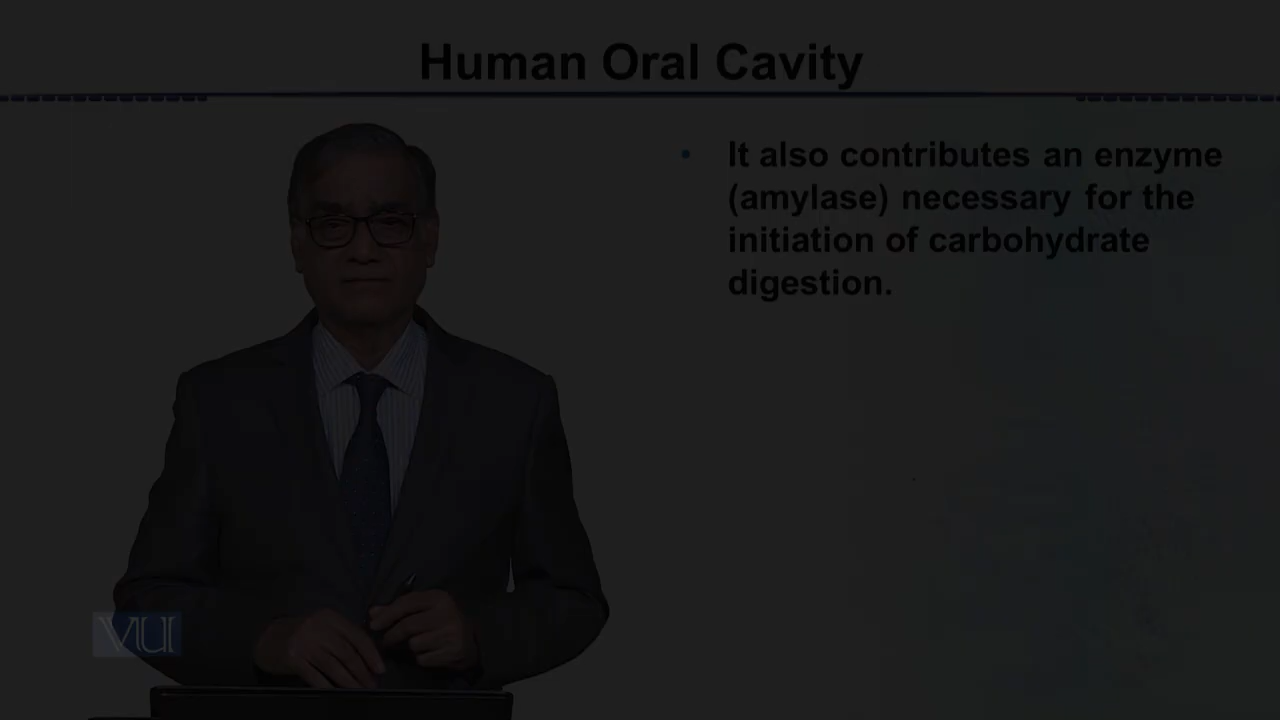 Human Oral Cavity
• It also contributes an enzyme
(amylase) necessary for the
initiation of carbohydrate
digestion.
VU